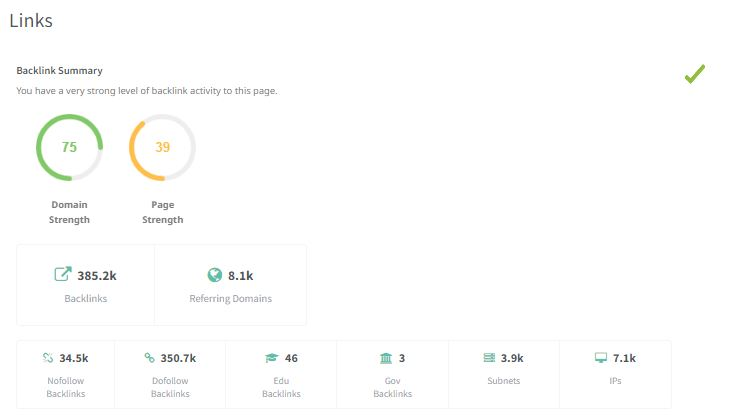 Links
Backlink Summary
You have a very strong level of backlink activity to this page.
75
39
Domain
Strength
Page
Strength
385.2k
Backlinks
8.1k
Referring Domains
34.5k
Nofollow
Backlinks
350.7k
Dofollow
Backlinks
46
Edu
Backlinks
3
Gov
Backlinks
3.9k
Subnets
7.1k
IPs